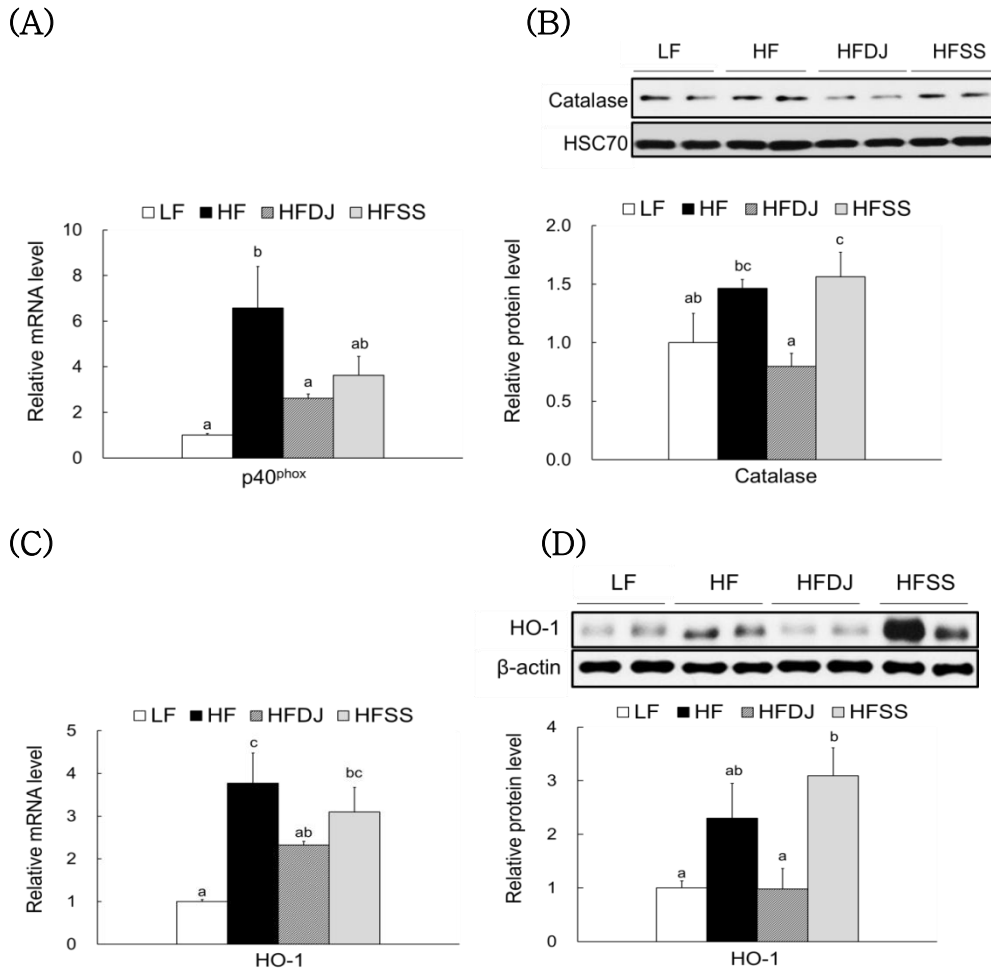 (A)
LF HF HFDJ HFSS
Relative mRNA level
10
8
6
4
2
0
a
b
a
ab
p40phox
(B)
LF HF HFDJ HFSS
Catalase
HSC70
LF HF HFDJ HFSS
Relative protein level
2.0
1.5
1.0
0.5
0.0
ab
bc
a
c
Catalase
(C)
LF HF HFDJ HFSS
Relative mRNA level
5
4
3
2
1
0
a
c
ab
bc
HO-1
(D)
LF HF HFDJ HFSS
HO-1
β-actin
LF HF HFDJ HFSS
Relative protein level
4
3
2
1
0
a
ab
a
b
HO-1